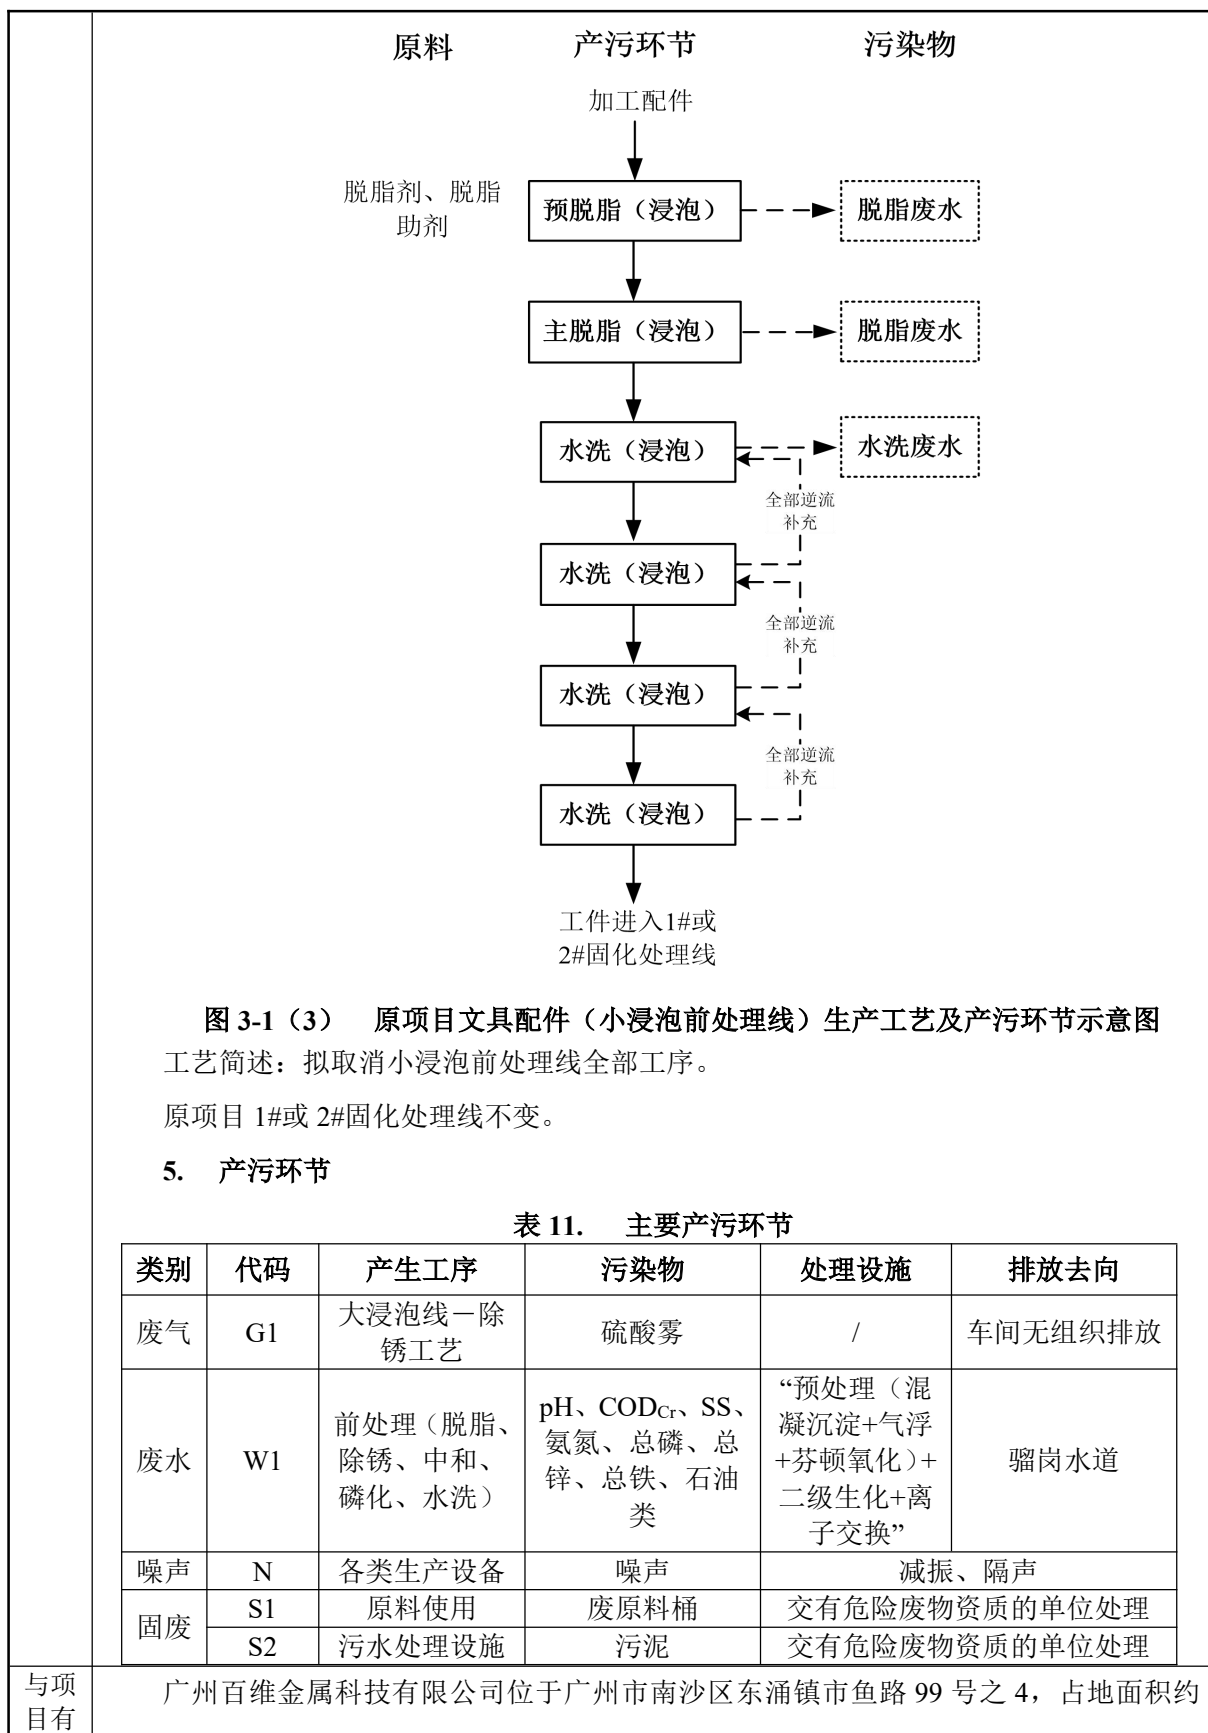 原料 产污环节 污染物
加工配件
脱脂剂、脱脂
助剂
预脱脂（浸泡）
脱脂废水
主脱脂（浸泡）
脱脂废水
水洗（浸泡）
水洗废水
全部逆流
补充
水洗（浸泡）
全部逆流
补充
水洗（浸泡）
全部逆流
补充
水洗（浸泡）
工件进入1#或
2#固化处理线
图 3-1（3） 原项目文具配件（小浸泡前处理线）生产工艺及产污环节示意图
工艺简述：拟取消小浸泡前处理线全部工序。
原项目 1#或 2#固化处理线不变。
5. 产污环节
表 11. 主要产污环节
类别 代码 产生工序 污染物 处理设施 排放去向
废气 G1 大浸泡线－除
锈工艺 硫酸雾 / 车间无组织排放
废水 W1 前处理（脱脂、
除锈、中和、
磷化、水洗）
pH、CODCr、SS、
氨氮、总磷、总
锌、总铁、石油
类
“预处理（混
凝沉淀+气浮
+芬顿氧化）+
二级生化+离
子交换”
骝岗水道
噪声 N 各类生产设备 噪声 减振、隔声
固废 S1 原料使用 废原料桶 交有危险废物资质的单位处理
S2 污水处理设施 污泥 交有危险废物资质的单位处理
与项
目有
广州百维金属科技有限公司位于广州市南沙区东涌镇市鱼路 99 号之 4，占地面积约